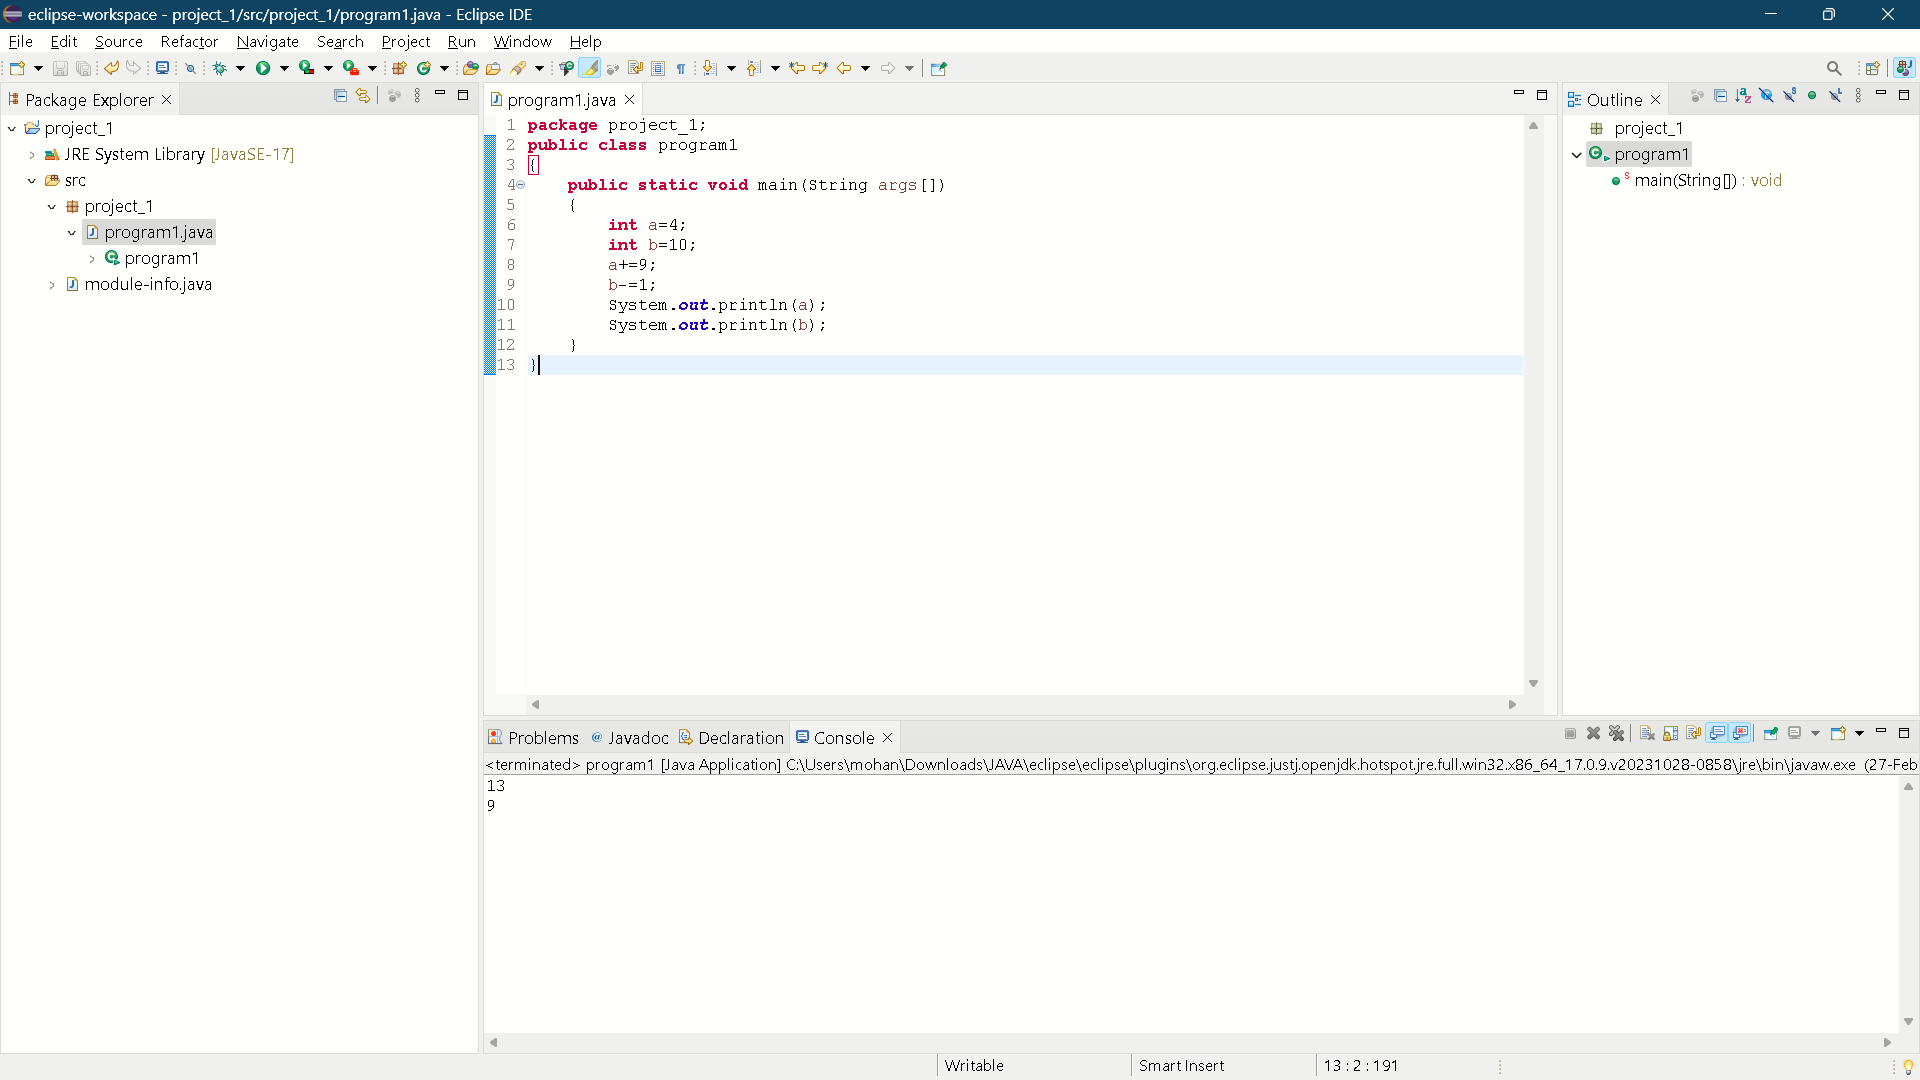 eclipse-workspace - project_1/src/project_1/program1.java - Eclipse IDE
File Edit Source Refactor Navigate Search Project Run Window Help
Package Explorer
project_1
JRE System Library [JavaSE-17]
src
project_1
program1.java
program1
module-info.java
program1.java
1 package project_1;
2 public class program1
3 {
4 public static void main(String args[])
5 {
6 int a=4;
7 int b=10;
8 a+=9;
9 b-=1;
10 System.out.println(a);
11 System.out.println(b);
12 }
13 }
Outline
project_1
program1
main(String[]) : void
Problems @ Javadoc Declaration Console
<terminated> program1 [Java Application] C:\Users\mohan\Downloads\JAVA\eclipse\eclipse\plugins\org.eclipse.justj.openjdk.hotspot.jre.full.win32.x86_64_17.0.9.v20231028-0858\jre\bin\javaw.exe (27-Feb
13
9
Writable Smart Insert 13 : 2 : 191